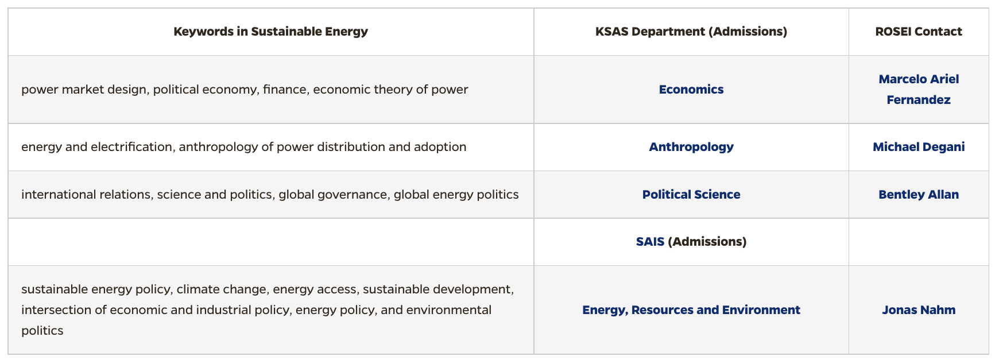 Keywords in Sustainable Energy
KSAS Department (Admissions)
ROSEI Contact
power market design, political economy, finance, economic theory of power
Economics
Marcelo Ariel
Fernandez
energy and electrification, anthropology of power distribution and adoption
Anthropology
Michael Degani
international relations, science and politics, global governance, global energy politics
Political Science
Bentley Allan
SAIS (Admissions)
sustainable energy policy, climate change, energy access, sustainable development,
intersection of economic and industrial policy, energy policy, and environmental
politics
Energy, Resources and Environment
Jonas Nahm